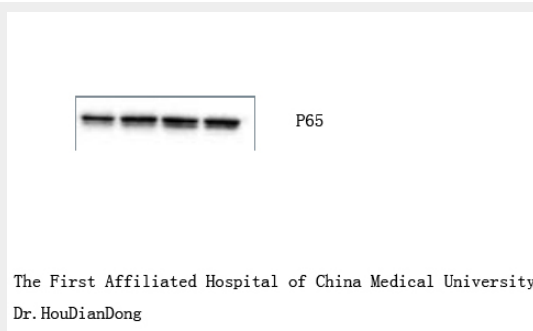 P65
The First Affiliated Hospital of China Medical University
Dr.HouDianDong